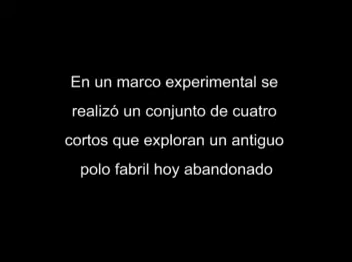 En un marco experimental se
realizó un conjunto de cuatro
cortos que exploran un antiguo
polo fabril hoy abandonado